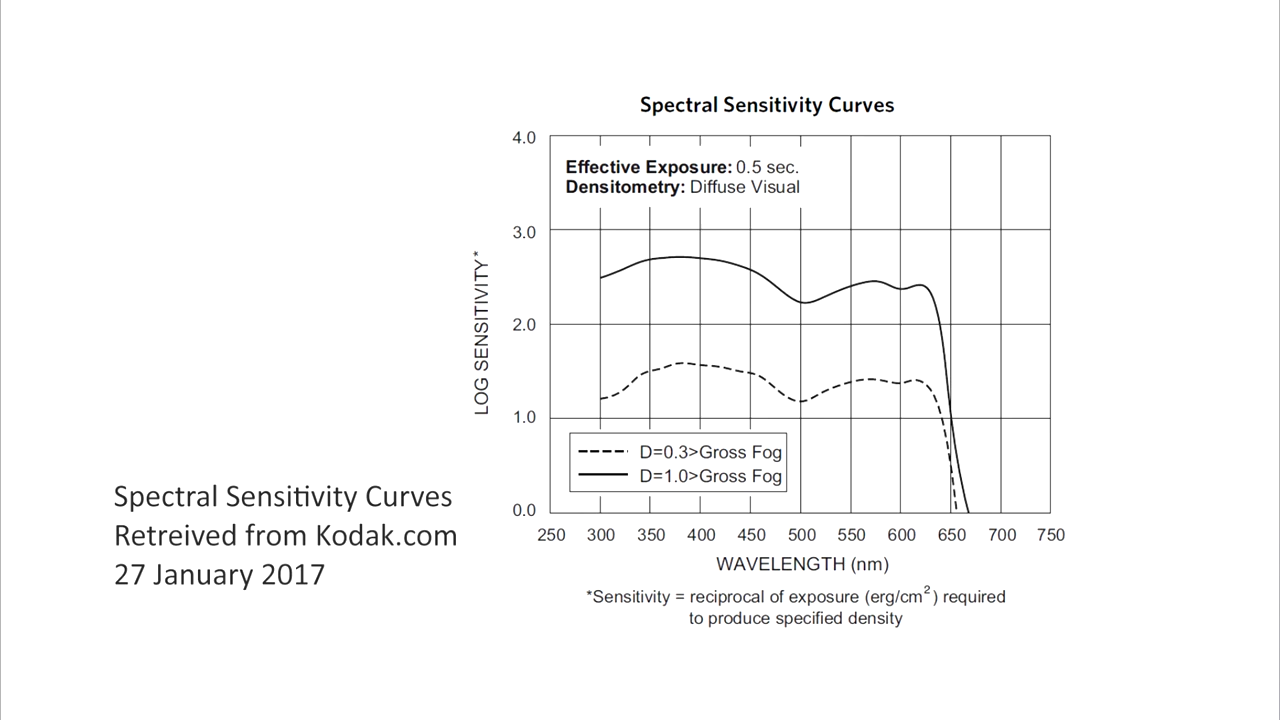 Spectral Sensitivity Curves
4.0
Effective Exposure: 0.5 sec.
Densitometry: Diffuse Visual
3.0
LOG SENSITIVITY*
2.0
1.0
D=0.3>Gross Fog
D=1.0>Gross Fog
0.0
250 300 350 400 450 500 550 600 650 700 750
WAVELENGTH (nm)
*Sensitivity = reciprocal of exposure (erg/cm²) required
to produce specified density
Spectral Sensitivity Curves
Retreived from Kodak.com
27 January 2017